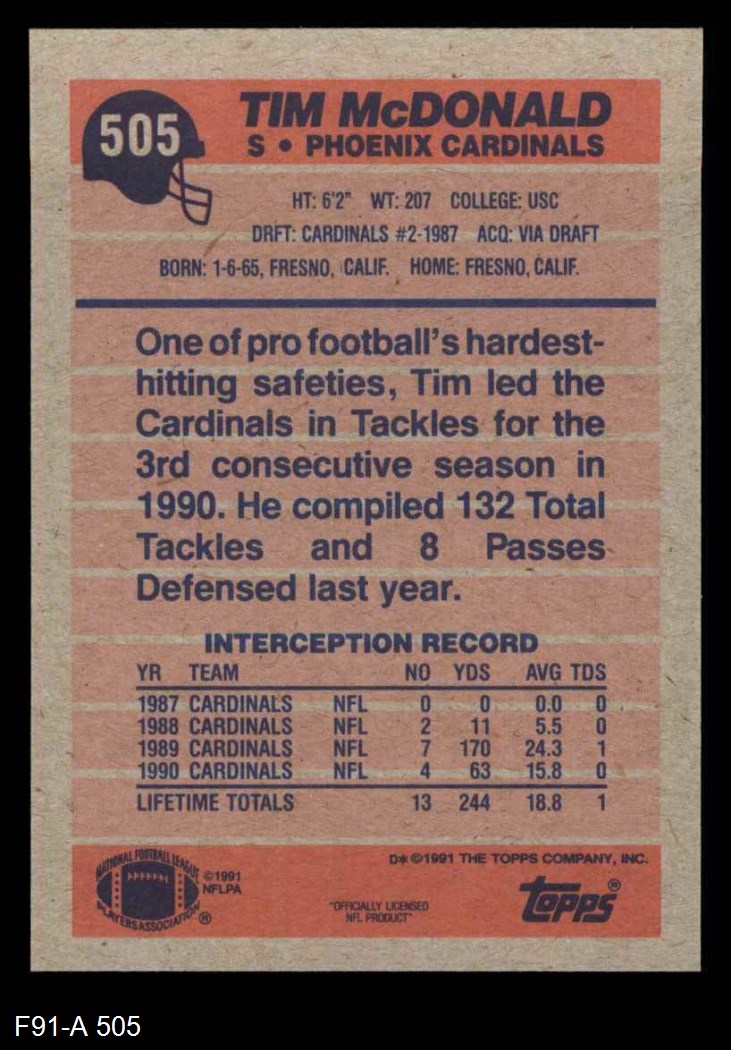 505
TIM McDONALD
S • PHOENIX CARDINALS
HT: 6'2" WT: 207 COLLEGE: USC
DRFT: CARDINALS #2-1987 ACQ: VIA DRAFT
BORN: 1-6-65, FRESNO, CALIF. HOME: FRESNO, CALIF.
One of pro football's hardest-
hitting safeties, Tim led the
Cardinals in Tackles for the
3rd consecutive season in
1990. He compiled 132 Total
Tackles and 8 Passes
Defensed last year.
INTERCEPTION RECORD
YR TEAM NO YDS AVG TDS
1987 CARDINALS NFL 0 0 0.0 0
1988 CARDINALS NFL 2 11 5.5 0
1989 CARDINALS NFL 7 170 24.3 1
1990 CARDINALS NFL 4 63 15.8 0
LIFETIME TOTALS 13 244 18.8 1
NATIONAL FOOTBALL LEAGUE
PLAYERS ASSOCIATION ®
©1991
NFLPA
"OFFICIALLY LICENSED
NFL PRODUCT"
D* ©1991 THE TOPPS COMPANY, INC.
topps®
F91-A 505